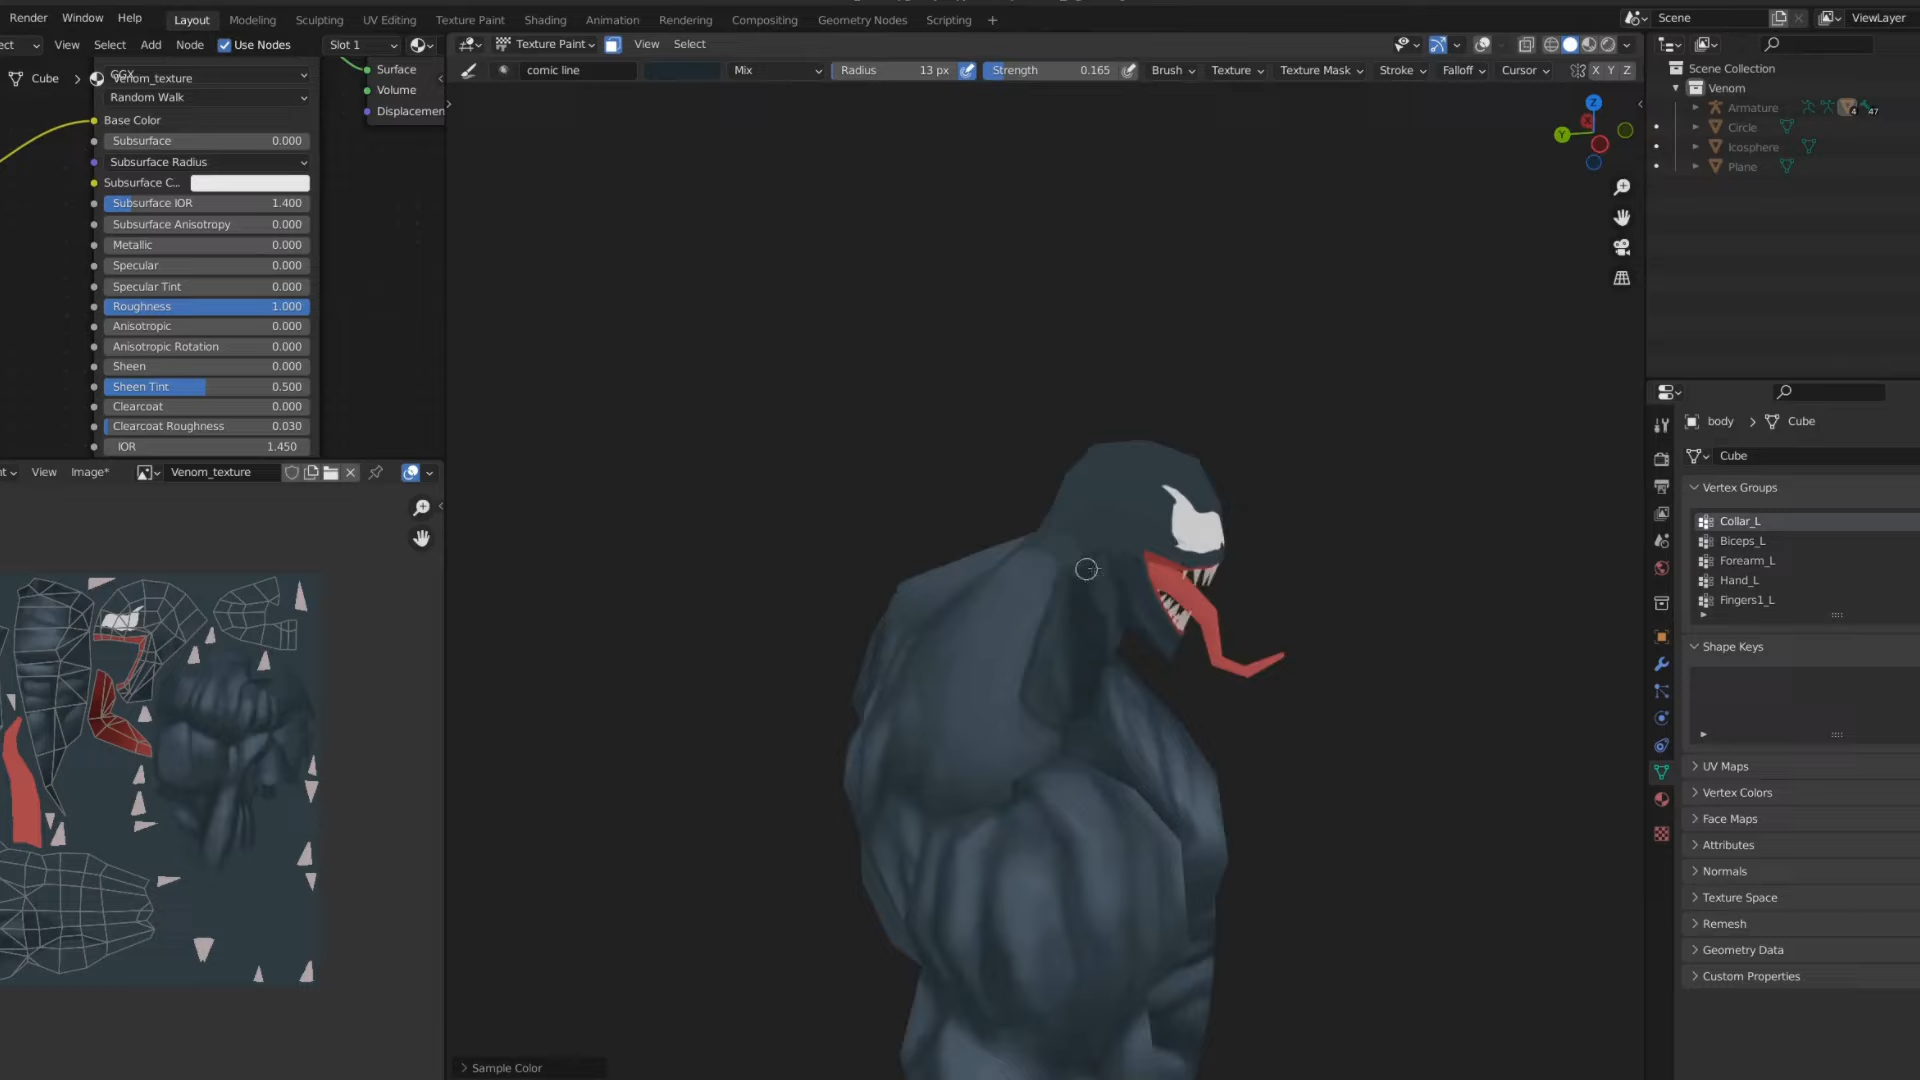 Render Window Help
Layout Modeling Sculpting UV Editing Texture Paint Shading Animation Rendering Compositing Geometry Nodes Scripting +
Scene
ViewLayer
ect View Select Add Node Use Nodes Slot 1
Texture Paint View Select
comic line Mix Radius 13 px Strength 0.165 Brush Texture Texture Mask Stroke Falloff Cursor X Y Z
Cube > Venom_texture
GGX
Random Walk
Base Color
Subsurface 0.000
Subsurface Radius
Subsurface C...
Subsurface IOR 1.400
Subsurface Anisotropy 0.000
Metallic 0.000
Specular 0.000
Specular Tint 0.000
Roughness 1.000
Anisotropic 0.000
Anisotropic Rotation 0.000
Sheen 0.000
Sheen Tint 0.500
Clearcoat 0.000
Clearcoat Roughness 0.030
IOR 1.450
Surface
Volume
Displacemen
nt View Image* Venom_texture
Z
Y
X
Sample Color
Scene Collection
Venom
Armature 4 47
Circle
Icosphere
Plane
body > Cube
Cube
Vertex Groups
Collar_L
Biceps_L
Forearm_L
Hand_L
Fingers1_L
Shape Keys
UV Maps
Vertex Colors
Face Maps
Attributes
Normals
Texture Space
Remesh
Geometry Data
Custom Properties